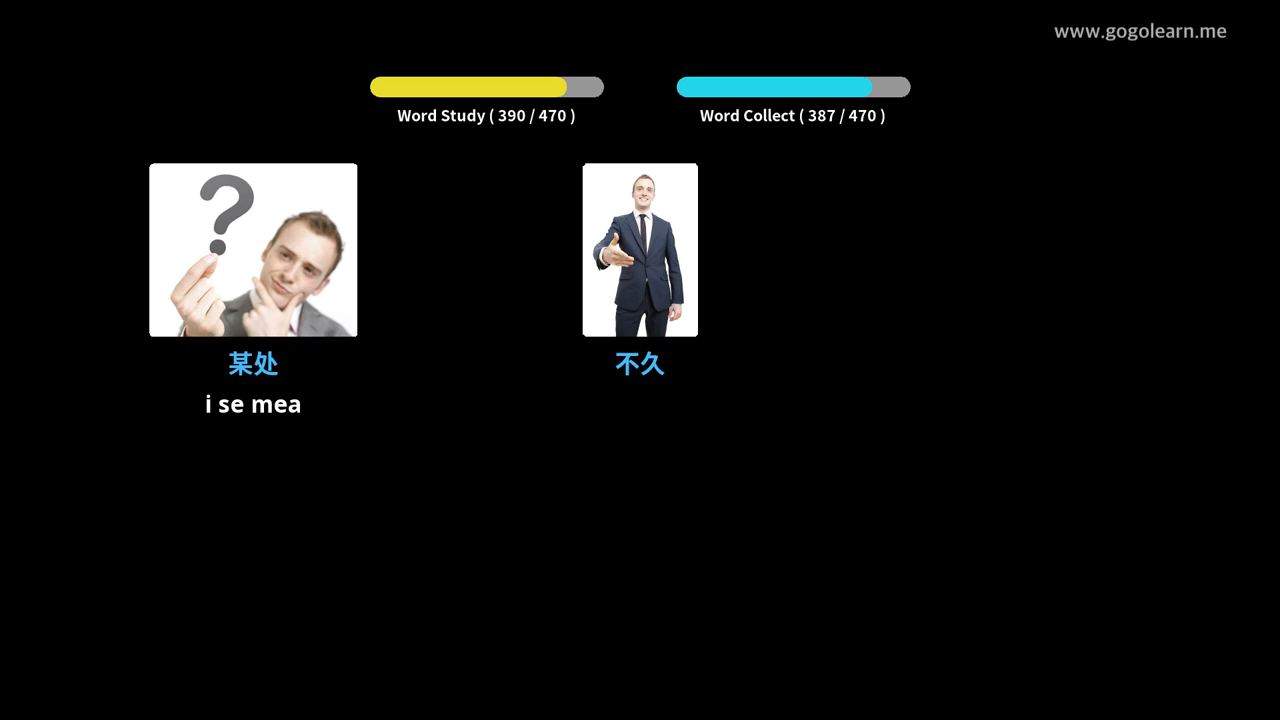 www.gogolearn.me
Word Study ( 390 / 470 )
Word Collect ( 387 / 470 )
?
某处
不久
i se mea